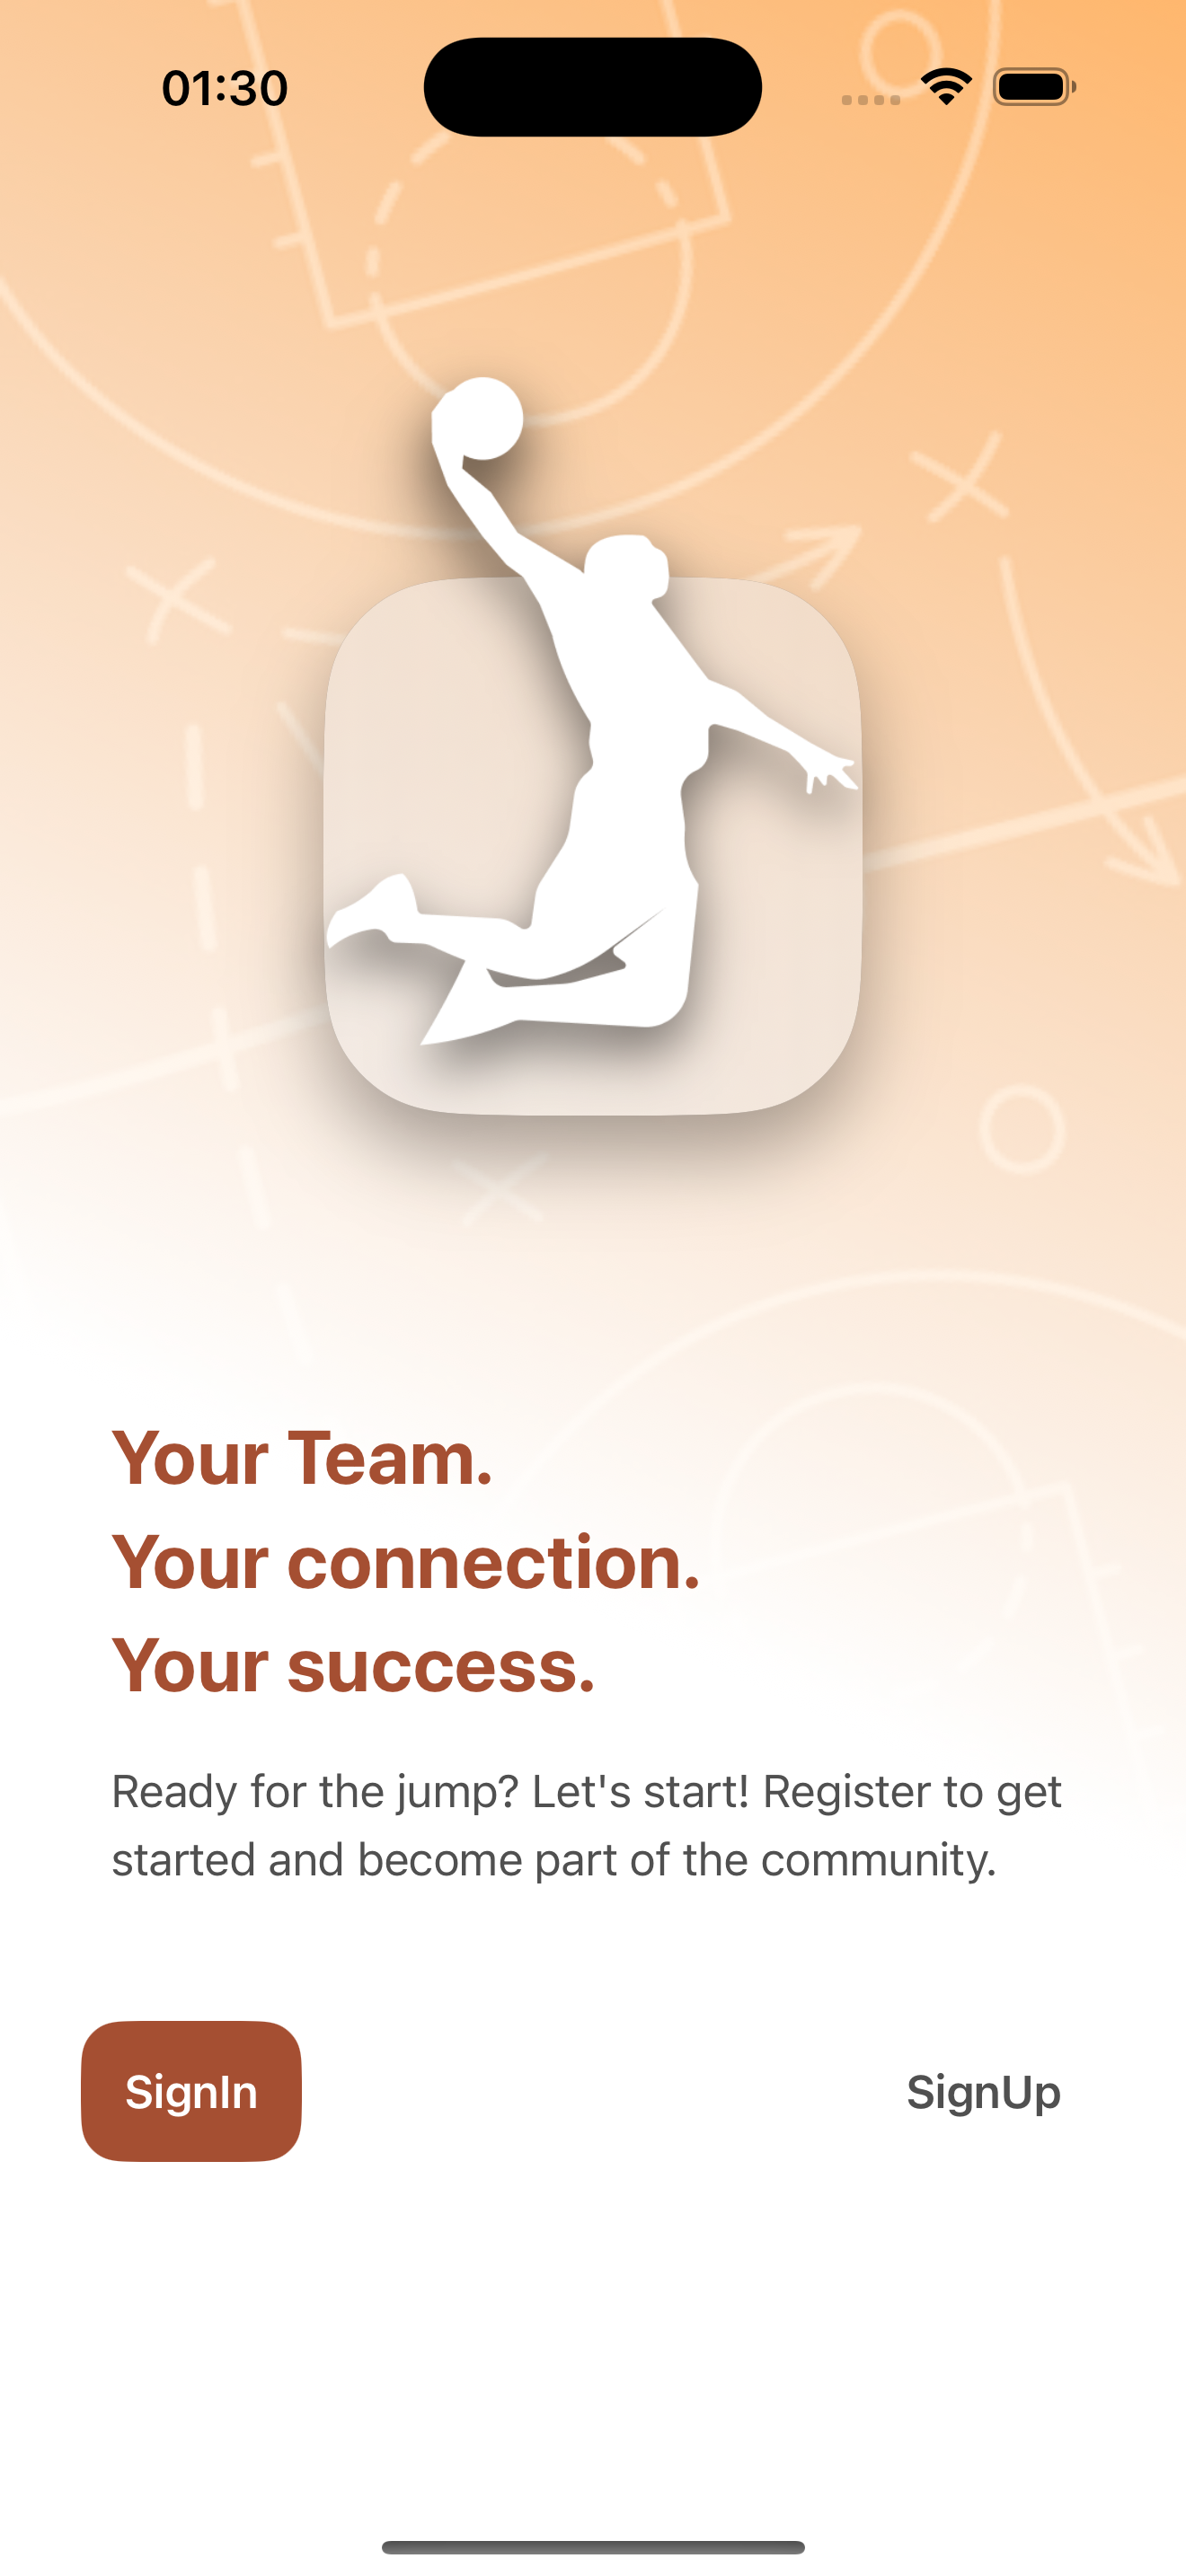 01:30
Your Team.
Your connection.
Your success.
Ready for the jump? Let's start! Register to get
started and become part of the community.
SignIn
SignUp